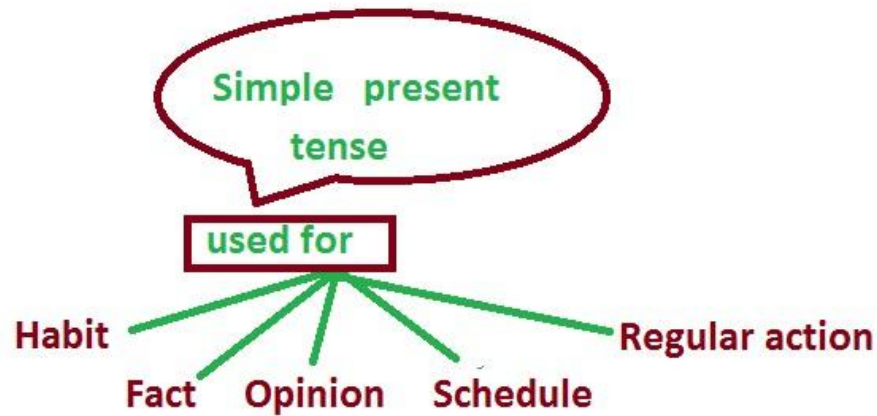 Simple present
tense
used for
Habit
Regular action
Fact Opinion Schedule